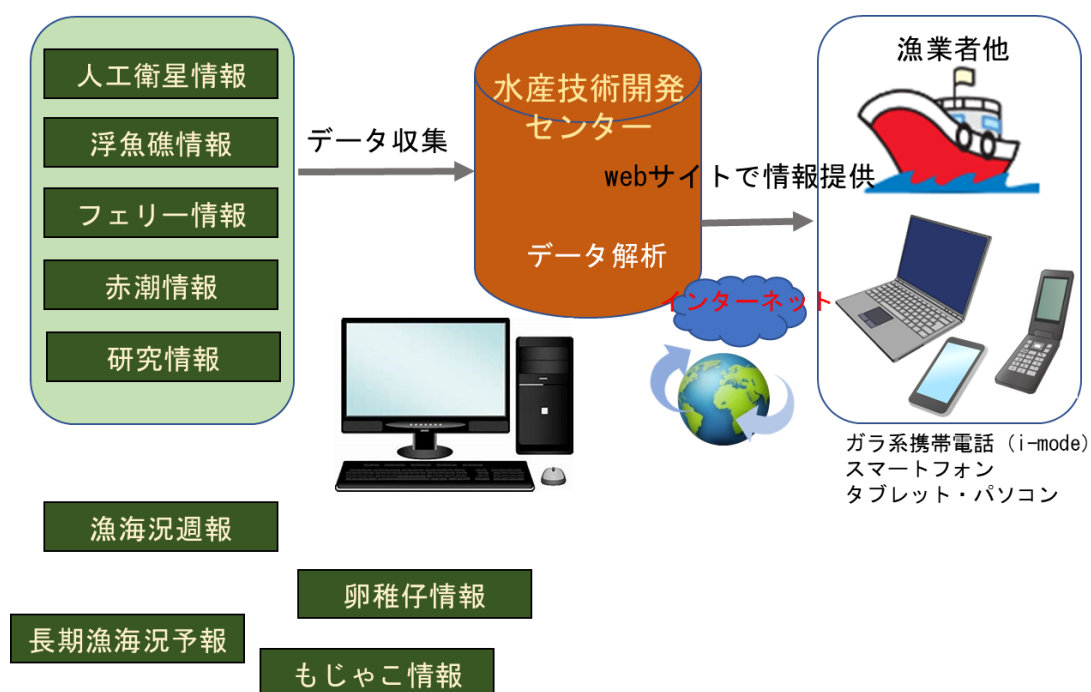 人工衛星情報
浮魚礁情報
フェリー情報
赤潮情報
研究情報
データ収集
水産技術開発
センター
データ解析
webサイトで情報提供
インターネット
漁業者他
ガラ系携帯電話（i-mode）
スマートフォン
タブレット・パソコン
漁海況週報
卵稚仔情報
長期漁海況予報
もじゃこ情報